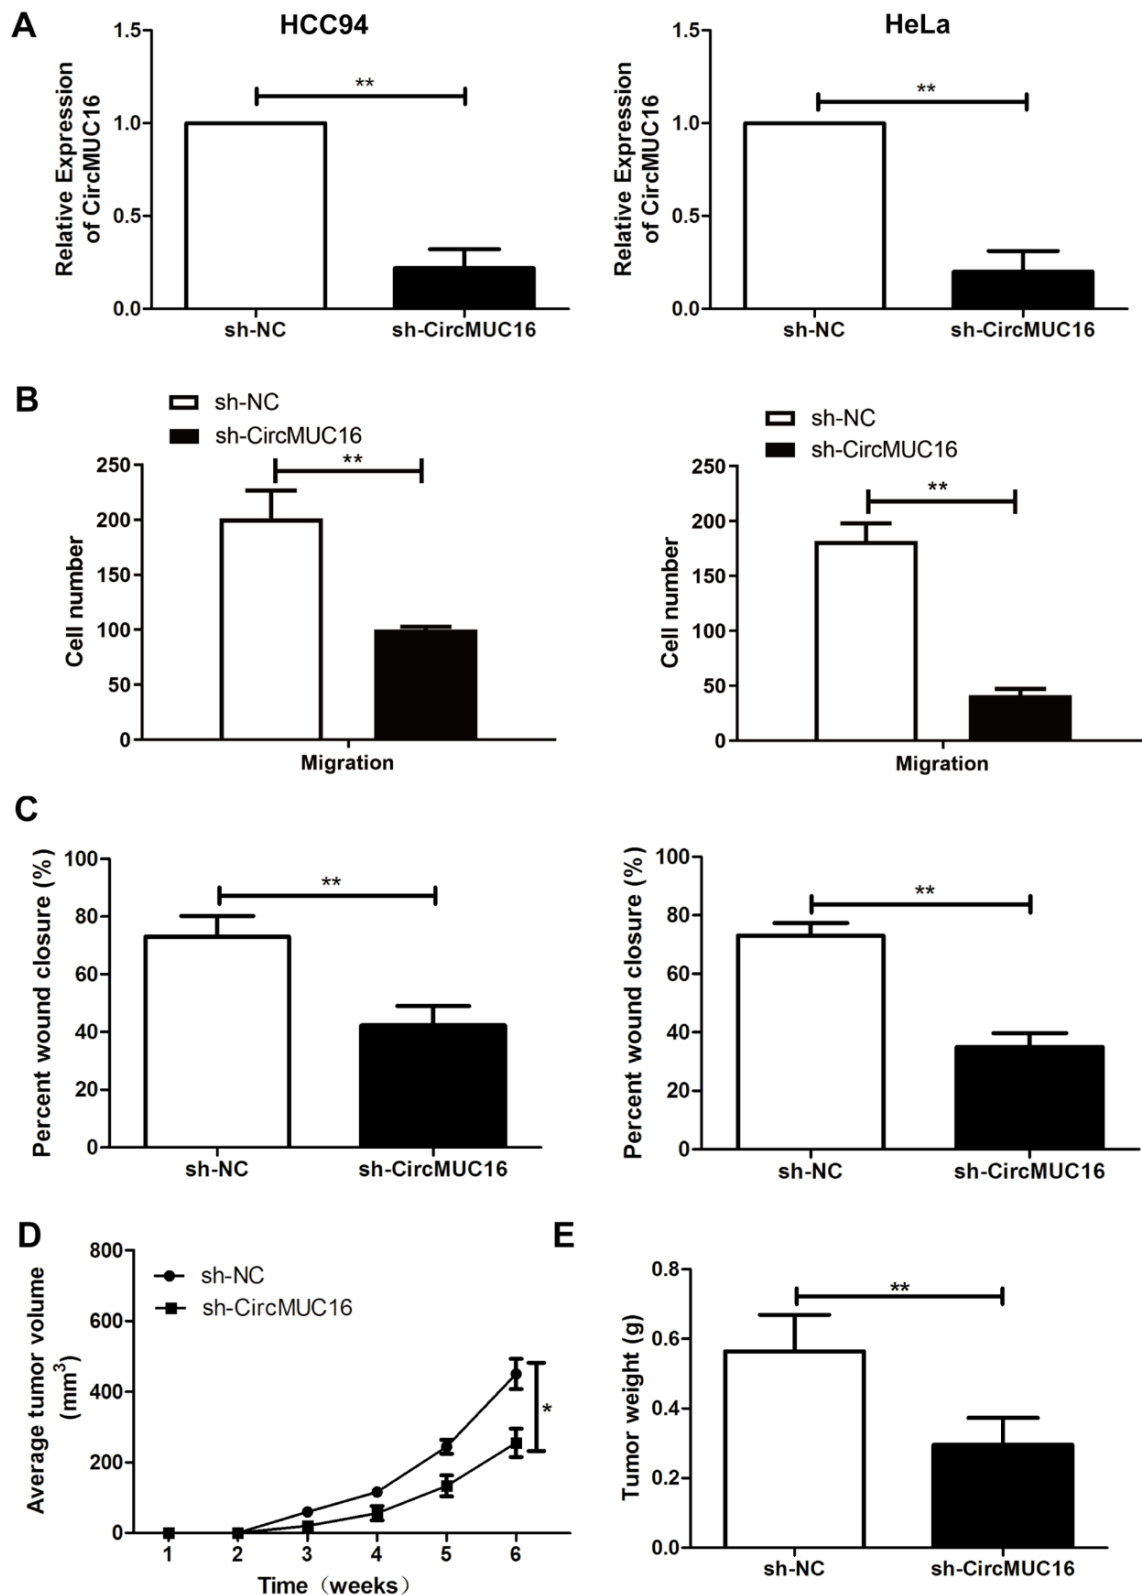 A
HCC94
HeLa
Relative Expression
of CircMUC16
1.5
1.0
0.5
0.0
**
sh-NC
sh-CircMUC16
Relative Expression
of CircMUC16
1.5
1.0
0.5
0.0
**
sh-NC
sh-CircMUC16
B
sh-NC
sh-CircMUC16
Cell number
250
200
150
100
50
0
**
Migration
sh-NC
sh-CircMUC16
Cell number
250
200
150
100
50
0
**
Migration
C
Percent wound closure (%)
100
80
60
40
20
0
**
sh-NC
sh-CircMUC16
Percent wound closure (%)
100
80
60
40
20
0
**
sh-NC
sh-CircMUC16
D
Average tumor volume
(mm³)
800
600
400
200
0
sh-NC
sh-CircMUC16
*
1 2 3 4 5 6
Time（weeks）
E
Tumor weight (g)
0.8
0.6
0.4
0.2
0.0
**
sh-NC
sh-CircMUC16